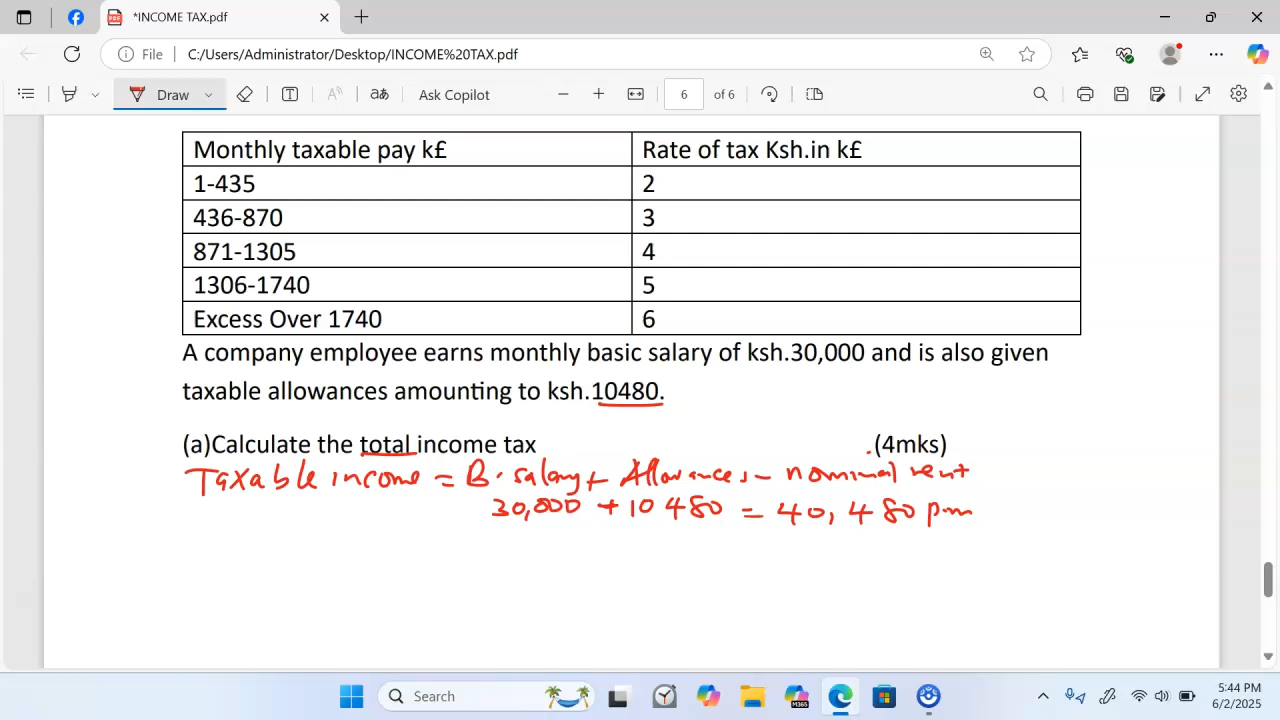 *INCOME TAX.pdf
File C:/Users/Administrator/Desktop/INCOME%20TAX.pdf
Draw Ask Copilot 6 of 6
Monthly taxable pay k£ Rate of tax Ksh.in k£
1-435 2
436-870 3
871-1305 4
1306-1740 5
Excess Over 1740 6
A company employee earns monthly basic salary of ksh.30,000 and is also given
taxable allowances amounting to ksh.10480.
(a)Calculate the total income tax .(4mks)
Taxable income = B. salary + Allowances - nominal rent
30,000 + 10 480 = 40,480 pm
Search
5:44 PM
6/2/2025